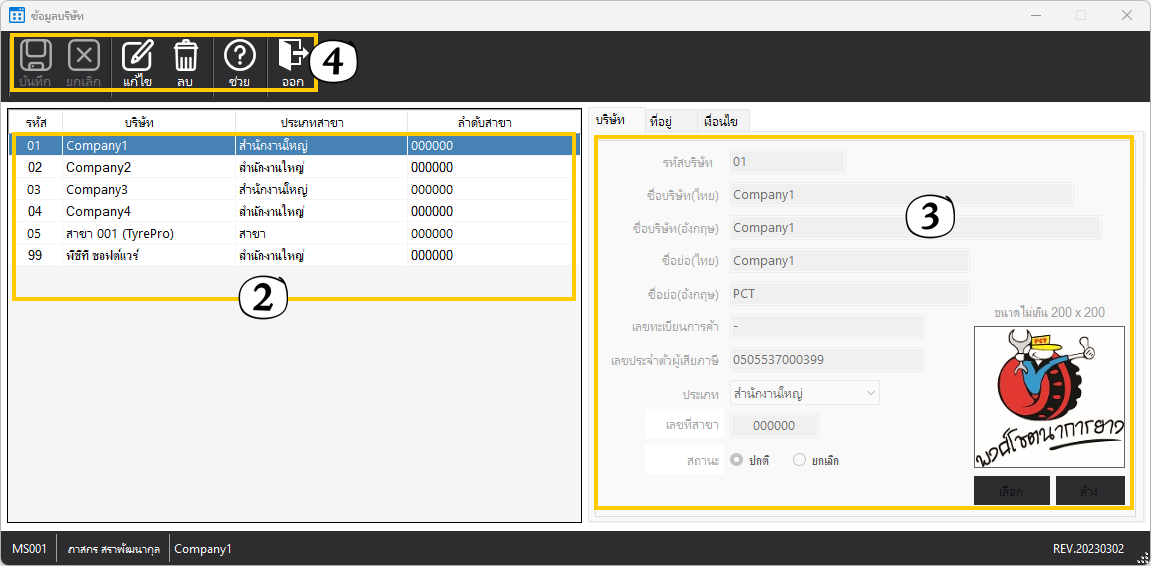 ข้อมูลบริษัท
บันทึก ยกเลิก แก้ไข ลบ ช่วย ออก 4
รหัส บริษัท ประเภทสาขา ลำดับสาขา
01 Company1 สำนักงานใหญ่ 000000
02 Company2 สำนักงานใหญ่ 000000
03 Company3 สำนักงานใหญ่ 000000
04 Company4 สำนักงานใหญ่ 000000
05 สาขา 001 (TyrePro) สาขา 000000
99 พีซีที ซอฟต์แวร์ สำนักงานใหญ่ 000000
2
บริษัท ที่อยู่ เงื่อนไข
รหัสบริษัท 01
ชื่อบริษัท(ไทย) Company1
3
ชื่อบริษัท(อังกฤษ) Company1
ชื่อย่อ(ไทย) Company1
ชื่อย่อ(อังกฤษ) PCT
เลขทะเบียนการค้า -
เลขประจำตัวผู้เสียภาษี 0505537000399
ประเภท สำนักงานใหญ่
เลขที่สาขา 000000
สถานะ ปกติ ยกเลิก
ขนาดไม่เกิน 200 x 200
PCT
พงศ์โชตนาการยาง
เลือก ล้าง
MS001 ภาสกร สราพัฒนากุล Company1 REV.20230302